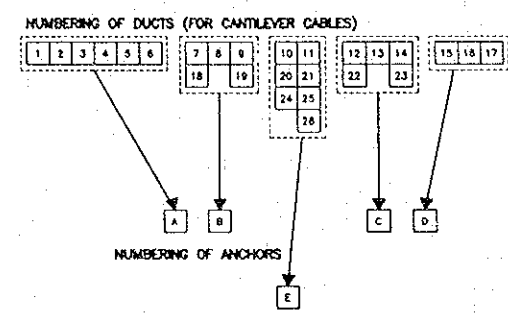 NUMBERING OF DUCTS (FOR CANTILEVER CABLES)
1 2 3 4 5 6 7 8 9 10 11 12 13 14 15 16 17
18 19 20 21 22 23
24 25
26
A B C D
NUMBERING OF ANCHORS
E